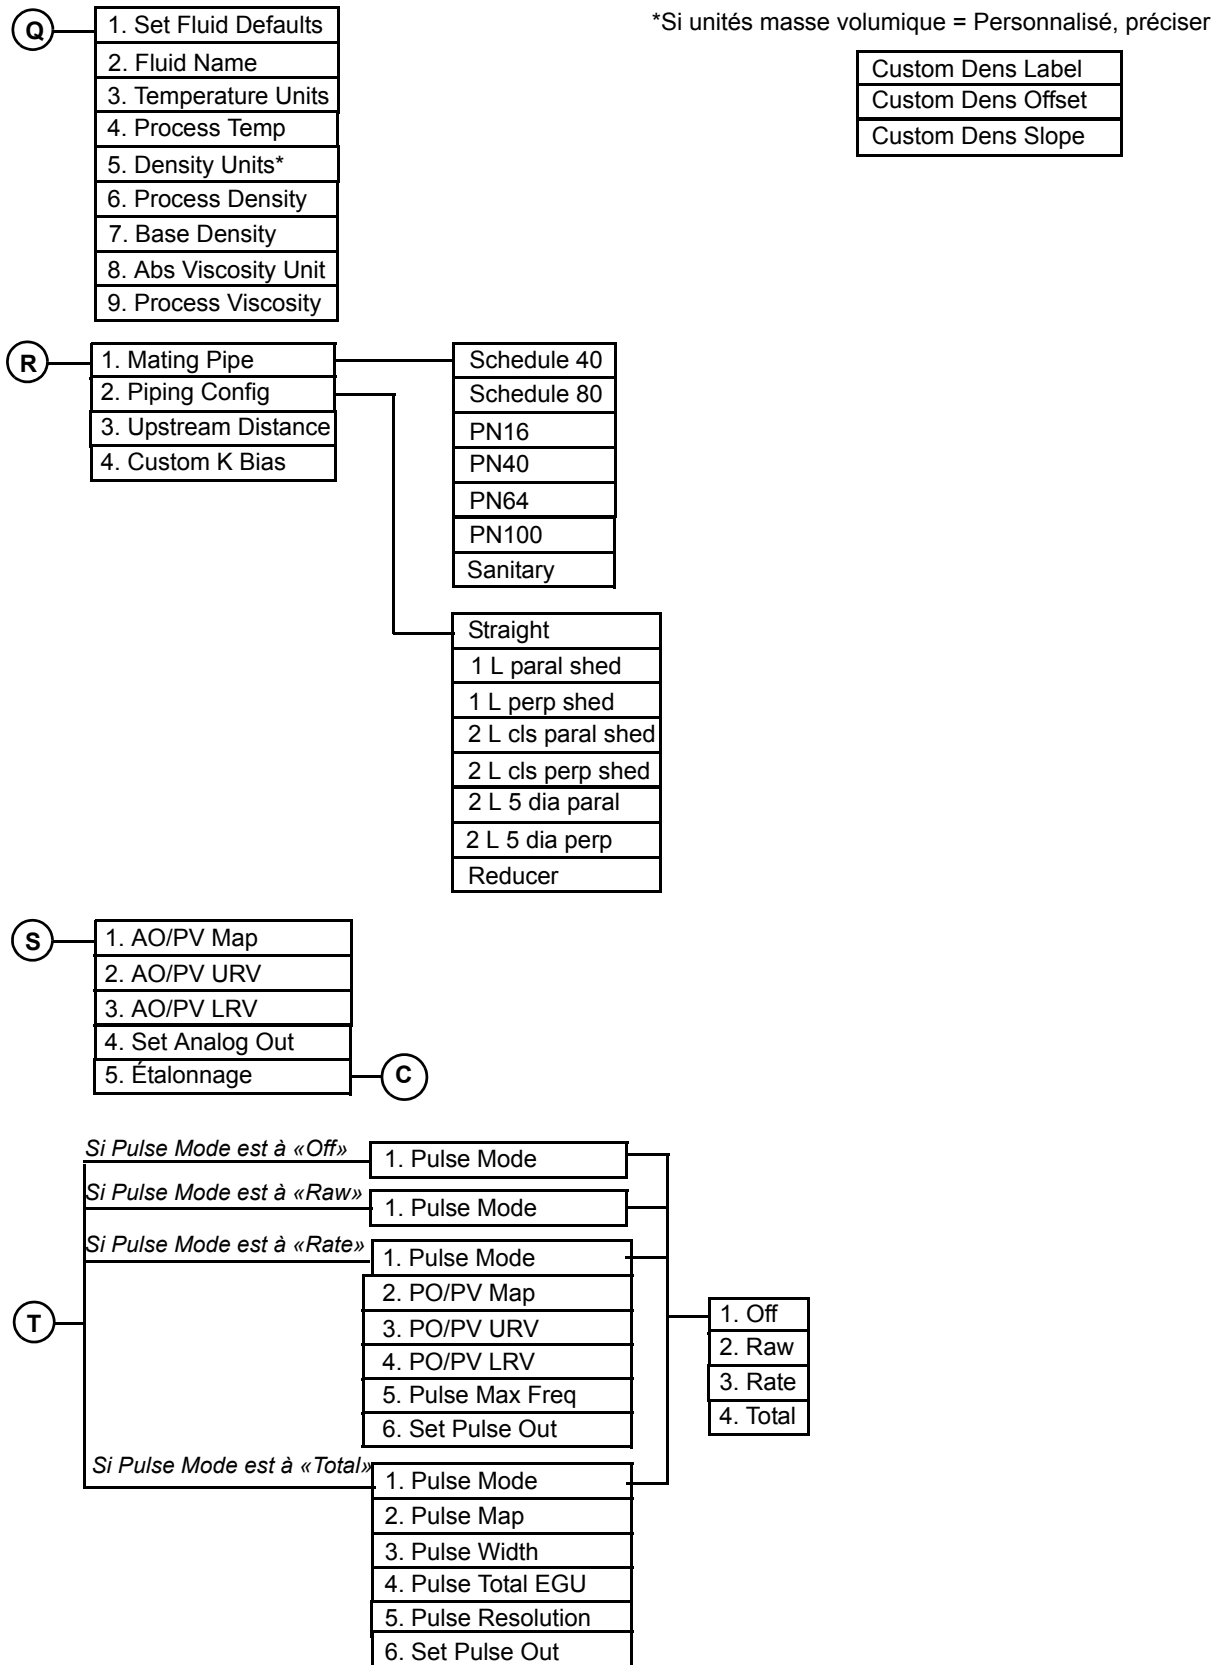 Q
1. Set Fluid Defaults
2. Fluid Name
3. Temperature Units
4. Process Temp
5. Density Units*
6. Process Density
7. Base Density
8. Abs Viscosity Unit
9. Process Viscosity
*Si unités masse volumique = Personnalisé, préciser
Custom Dens Label
Custom Dens Offset
Custom Dens Slope
R
1. Mating Pipe
2. Piping Config
3. Upstream Distance
4. Custom K Bias
Schedule 40
Schedule 80
PN16
PN40
PN64
PN100
Sanitary
Straight
1 L paral shed
1 L perp shed
2 L cls paral shed
2 L cls perp shed
2 L 5 dia paral
2 L 5 dia perp
Reducer
S
1. AO/PV Map
2. AO/PV URV
3. AO/PV LRV
4. Set Analog Out
5. Étalonnage
C
T
Si Pulse Mode est à «Off»
1. Pulse Mode
Si Pulse Mode est à «Raw»
1. Pulse Mode
Si Pulse Mode est à «Rate»
1. Pulse Mode
2. PO/PV Map
3. PO/PV URV
4. PO/PV LRV
5. Pulse Max Freq
6. Set Pulse Out
Si Pulse Mode est à «Total»
1. Pulse Mode
2. Pulse Map
3. Pulse Width
4. Pulse Total EGU
5. Pulse Resolution
6. Set Pulse Out
1. Off
2. Raw
3. Rate
4. Total